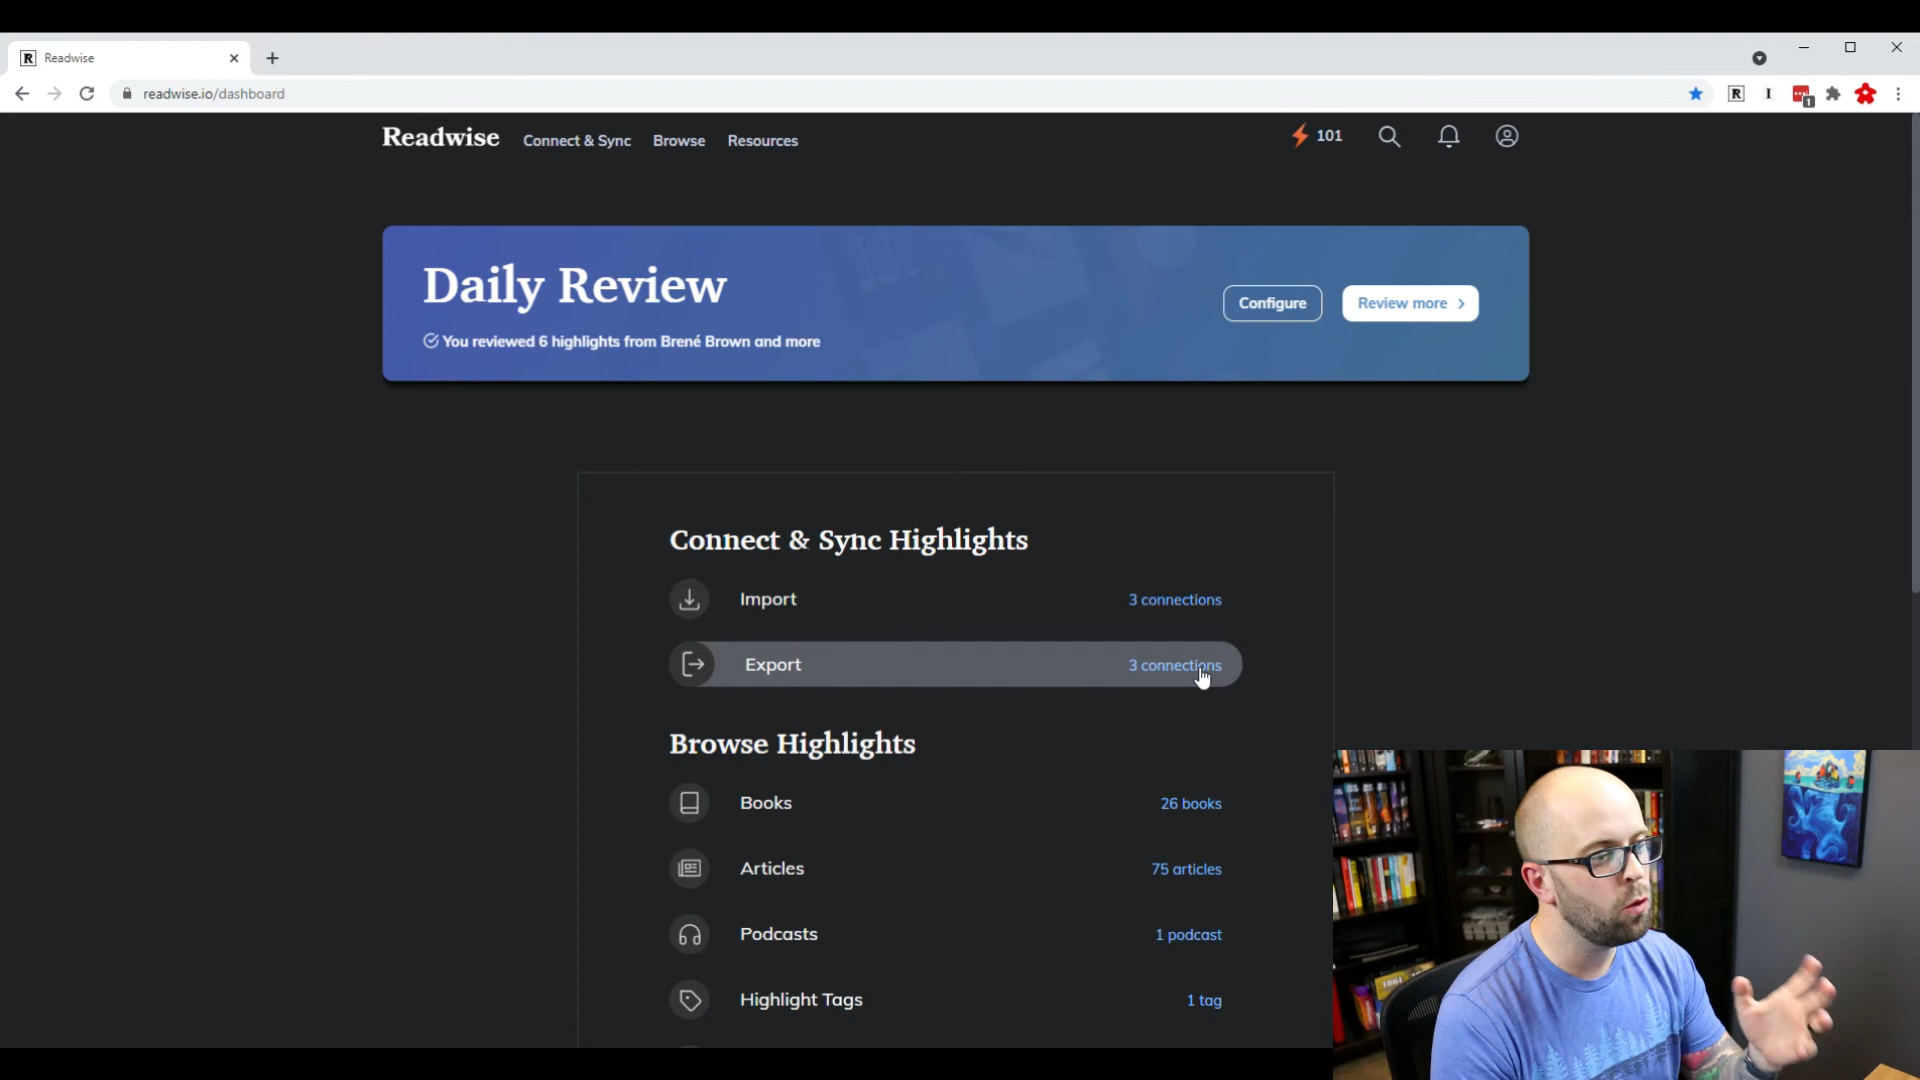 R Readwise
readwise.io/dashboard
R I 1
Readwise Connect & Sync Browse Resources 101
Daily Review
You reviewed 6 highlights from Brené Brown and more
Configure Review more
Connect & Sync Highlights
Import 3 connections
Export 3 connections
Browse Highlights
Books 26 books
Articles 75 articles
Podcasts 1 podcast
Highlight Tags 1 tag